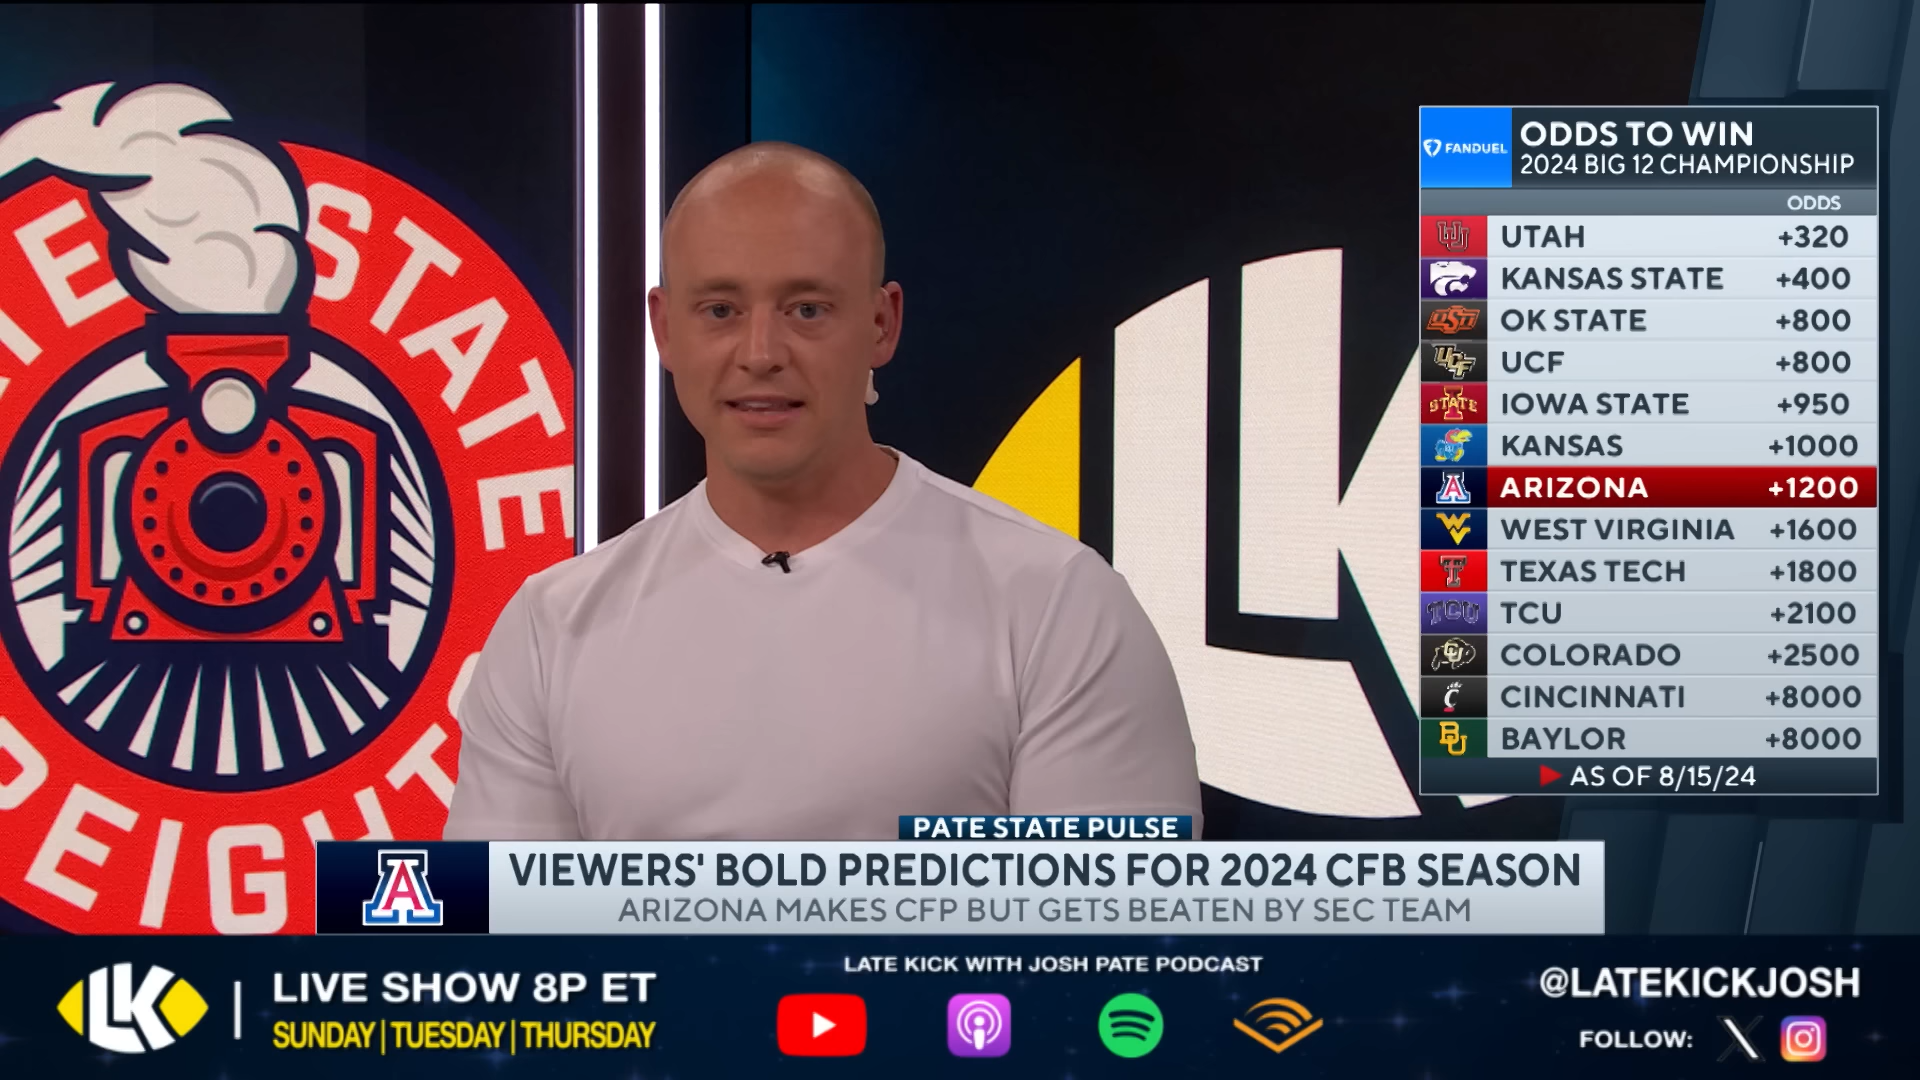 STATE
FREIGHT
LK
FANDUEL
ODDS TO WIN
2024 BIG 12 CHAMPIONSHIP
ODDS
UTAH +320
KANSAS STATE +400
OK STATE +800
UCF +800
IOWA STATE +950
KANSAS +1000
ARIZONA +1200
WEST VIRGINIA +1600
TEXAS TECH +1800
TCU +2100
COLORADO +2500
CINCINNATI +8000
BAYLOR +8000
AS OF 8/15/24
PATE STATE PULSE
VIEWERS' BOLD PREDICTIONS FOR 2024 CFB SEASON
ARIZONA MAKES CFP BUT GETS BEATEN BY SEC TEAM
A
LK
LIVE SHOW 8P ET
SUNDAY | TUESDAY | THURSDAY
LATE KICK WITH JOSH PATE PODCAST
@LATEKICKJOSH
FOLLOW: